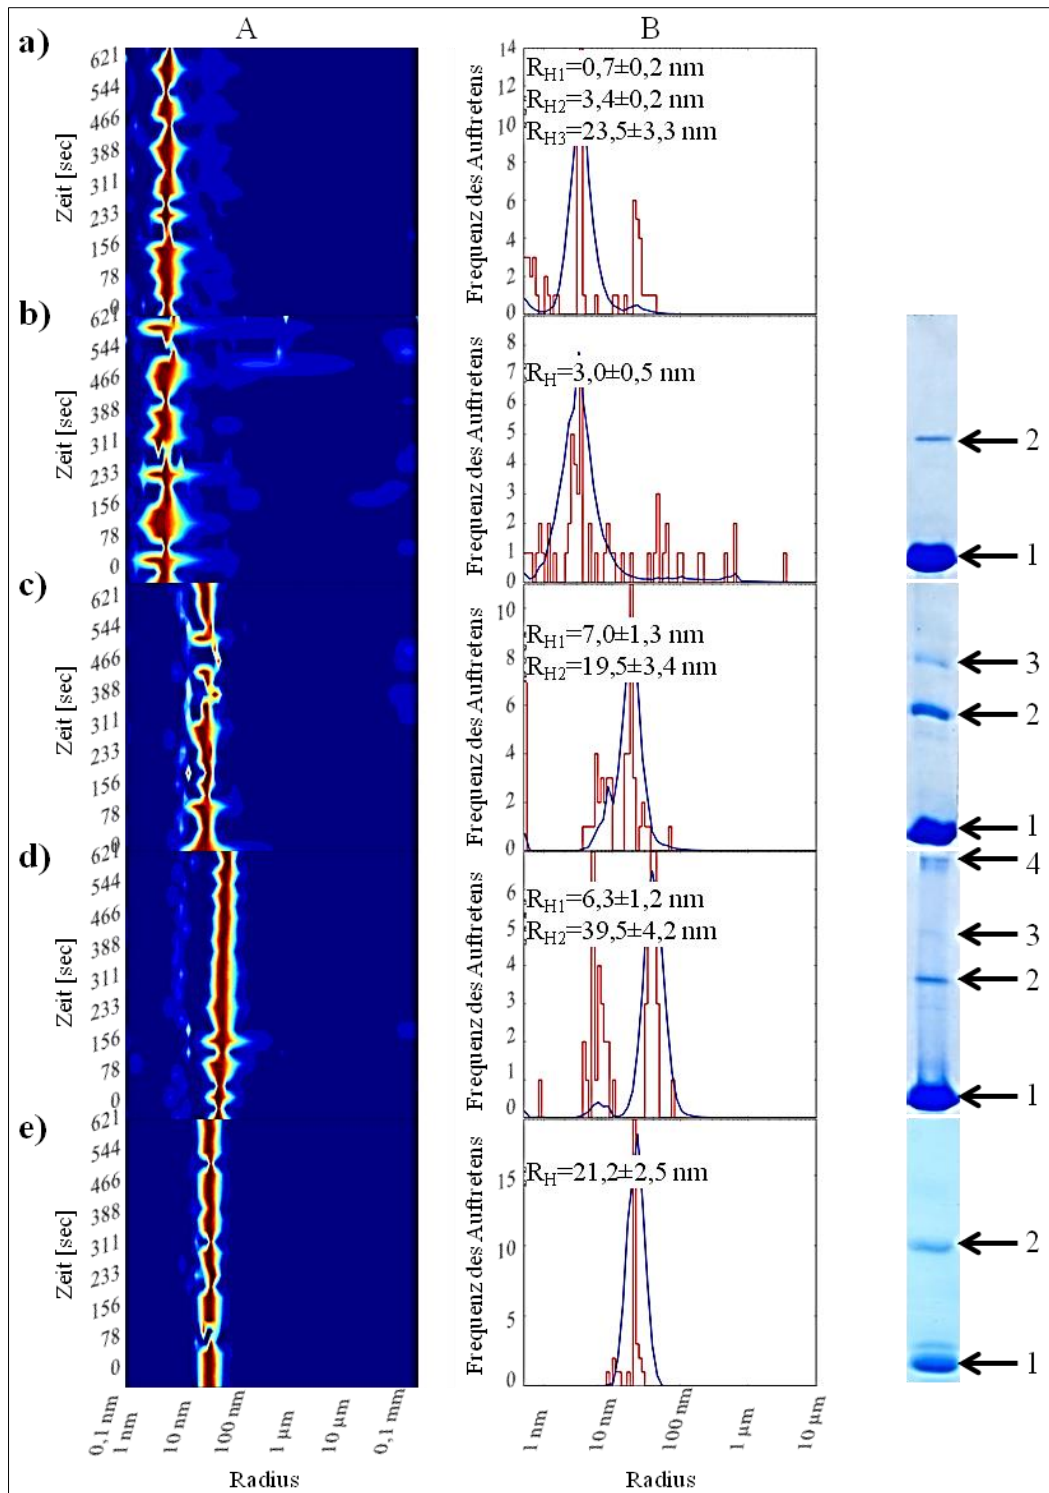 A
B
a)
621
544
466
388
311
233
156
78
0
Zeit [sec]
Frequenz des Auftretens
14
12
10
8
6
4
2
0
R_H1=0,7±0,2 nm
R_H2=3,4±0,2 nm
R_H3=23,5±3,3 nm
b)
621
544
466
388
311
233
156
78
0
Zeit [sec]
Frequenz des Auftretens
8
7
6
5
4
3
2
1
0
R_H=3,0±0,5 nm
2
1
c)
621
544
466
388
311
233
156
78
0
Zeit [sec]
Frequenz des Auftretens
10
8
6
4
2
0
R_H1=7,0±1,3 nm
R_H2=19,5±3,4 nm
3
2
1
d)
621
544
466
388
311
233
156
78
0
Zeit [sec]
Frequenz des Auftretens
6
5
4
3
2
1
0
R_H1=6,3±1,2 nm
R_H2=39,5±4,2 nm
4
3
2
1
e)
621
544
466
388
311
233
156
78
0
Zeit [sec]
Frequenz des Auftretens
15
10
5
0
R_H=21,2±2,5 nm
2
1
0,1 nm
1 nm
10 nm
100 nm
1 µm
10 µm
0,1 mm
Radius
1 nm
10 nm
100 nm
1 µm
10 µm
Radius